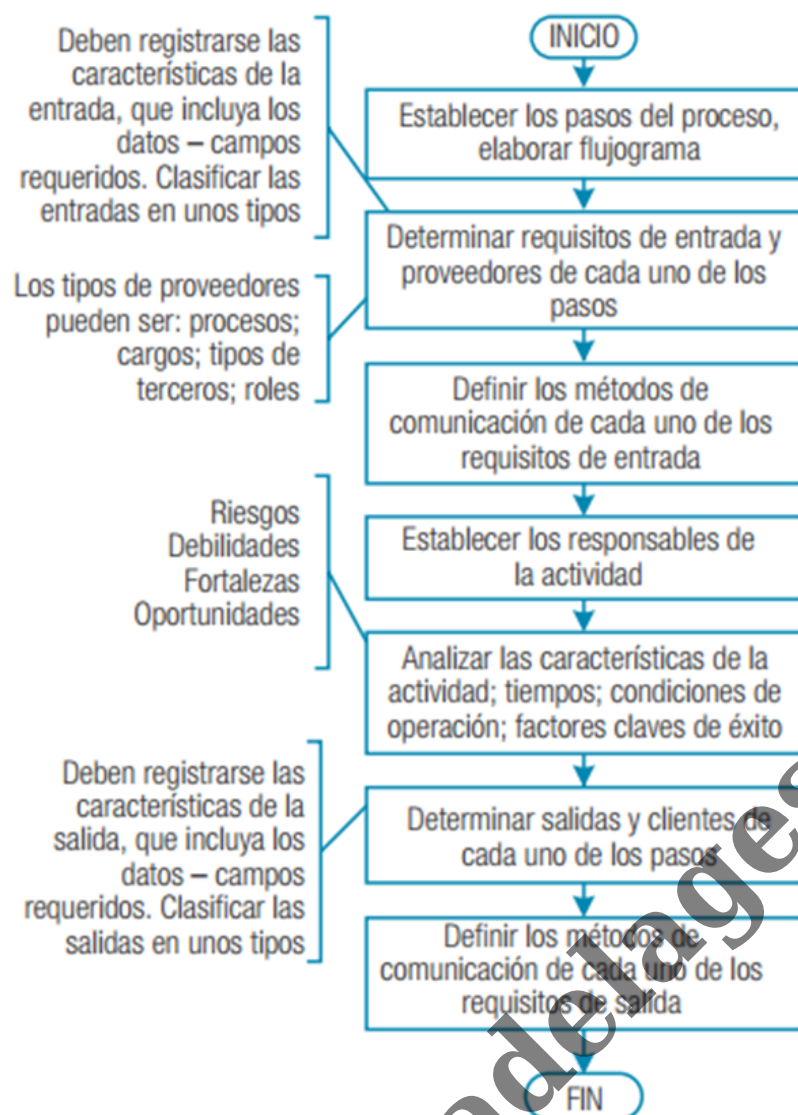 INICIO
Deben registrarse las
características de la
entrada, que incluya los
datos – campos
requeridos. Clasificar las
entradas en unos tipos
Establecer los pasos del proceso,
elaborar flujograma
Determinar requisitos de entrada y
proveedores de cada uno de los
pasos
Los tipos de proveedores
pueden ser: procesos;
cargos; tipos de
terceros; roles
Definir los métodos de
comunicación de cada uno de los
requisitos de entrada
Establecer los responsables de
la actividad
Riesgos
Debilidades
Fortalezas
Oportunidades
Analizar las características de la
actividad; tiempos; condiciones de
operación; factores claves de éxito
Deben registrarse las
características de la
salida, que incluya los
datos – campos
requeridos. Clasificar las
salidas en unos tipos
Determinar salidas y clientes de
cada uno de los pasos
Definir los métodos de
comunicación de cada uno de los
requisitos de salida
FIN
adelages